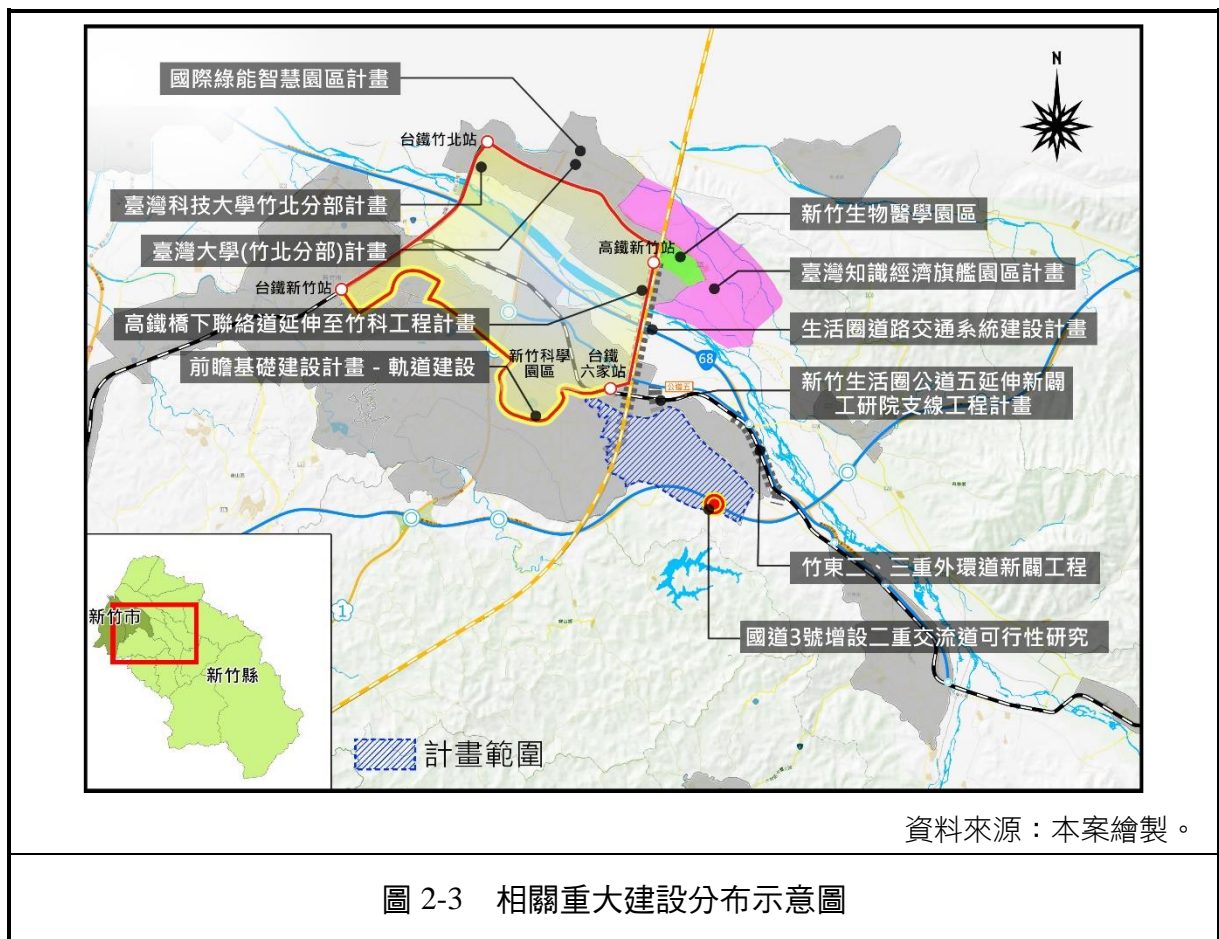 國際綠能智慧園區計畫
N
台鐵竹北站
臺灣科技大學竹北分部計畫
新竹生物醫學園區
臺灣大學(竹北分部)計畫
高鐵新竹站
臺灣知識經濟旗艦園區計畫
台鐵新竹站
高鐵橋下聯絡道延伸至竹科工程計畫
生活圈道路交通系統建設計畫
前瞻基礎建設計畫 - 軌道建設
新竹科學
園區
台鐵
六家站
68
公道五
新竹生活圈公道五延伸新闢
工研院支線工程計畫
竹東二、三重外環道新闢工程
1
新竹市
國道3號增設二重交流道可行性研究
新竹縣
計畫範圍
資料來源：本案繪製。
圖 2-3 相關重大建設分布示意圖